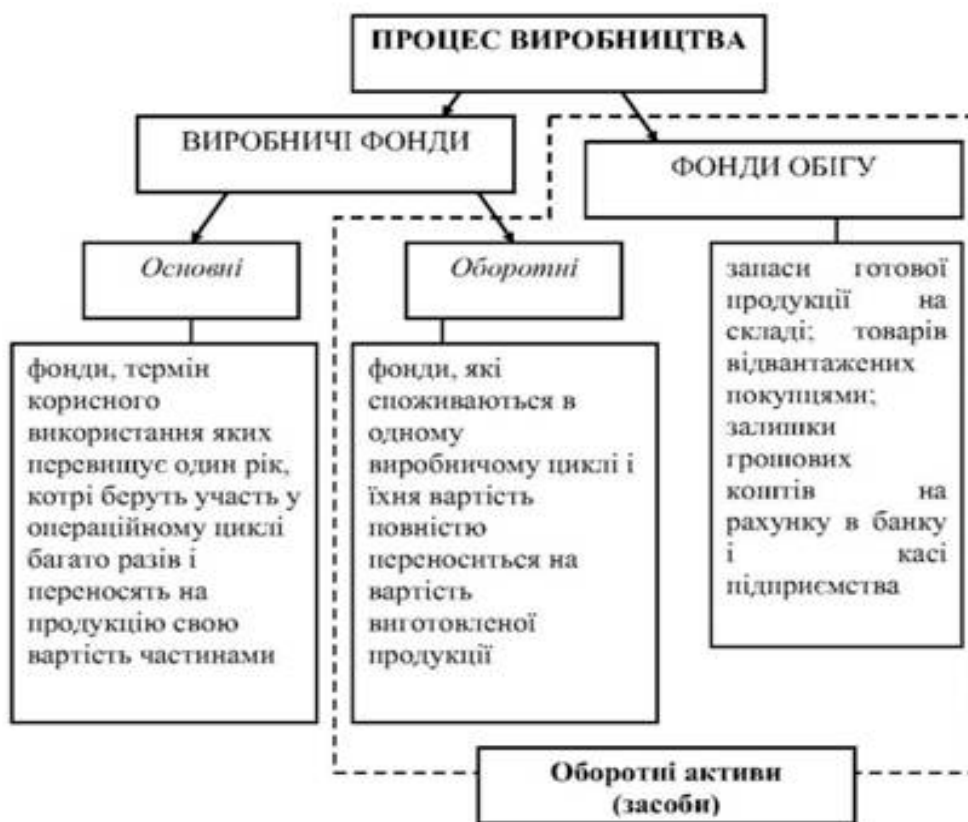 ПРОЦЕС ВИРОБНИЦТВА
ВИРОБНИЧІ ФОНДИ
ФОНДИ ОБІГУ
Основні
Оборотні
фонди, термін
корисного
використання яких
перевищує один рік,
котрі беруть участь у
операційному циклі
багато разів і
переносять на
продукцію свою
вартість частинами
фонди, які
споживаються в
одному
виробничому циклі і
їхня вартість
повністю
переноситься на
вартість
виготовленої
продукції
запаси готової
продукції на
складі; товарів
відвантажених
покупцями;
залишки
грошових
коштів на
рахунку в банку
і касі
підприємства
Оборотні активи
(засоби)